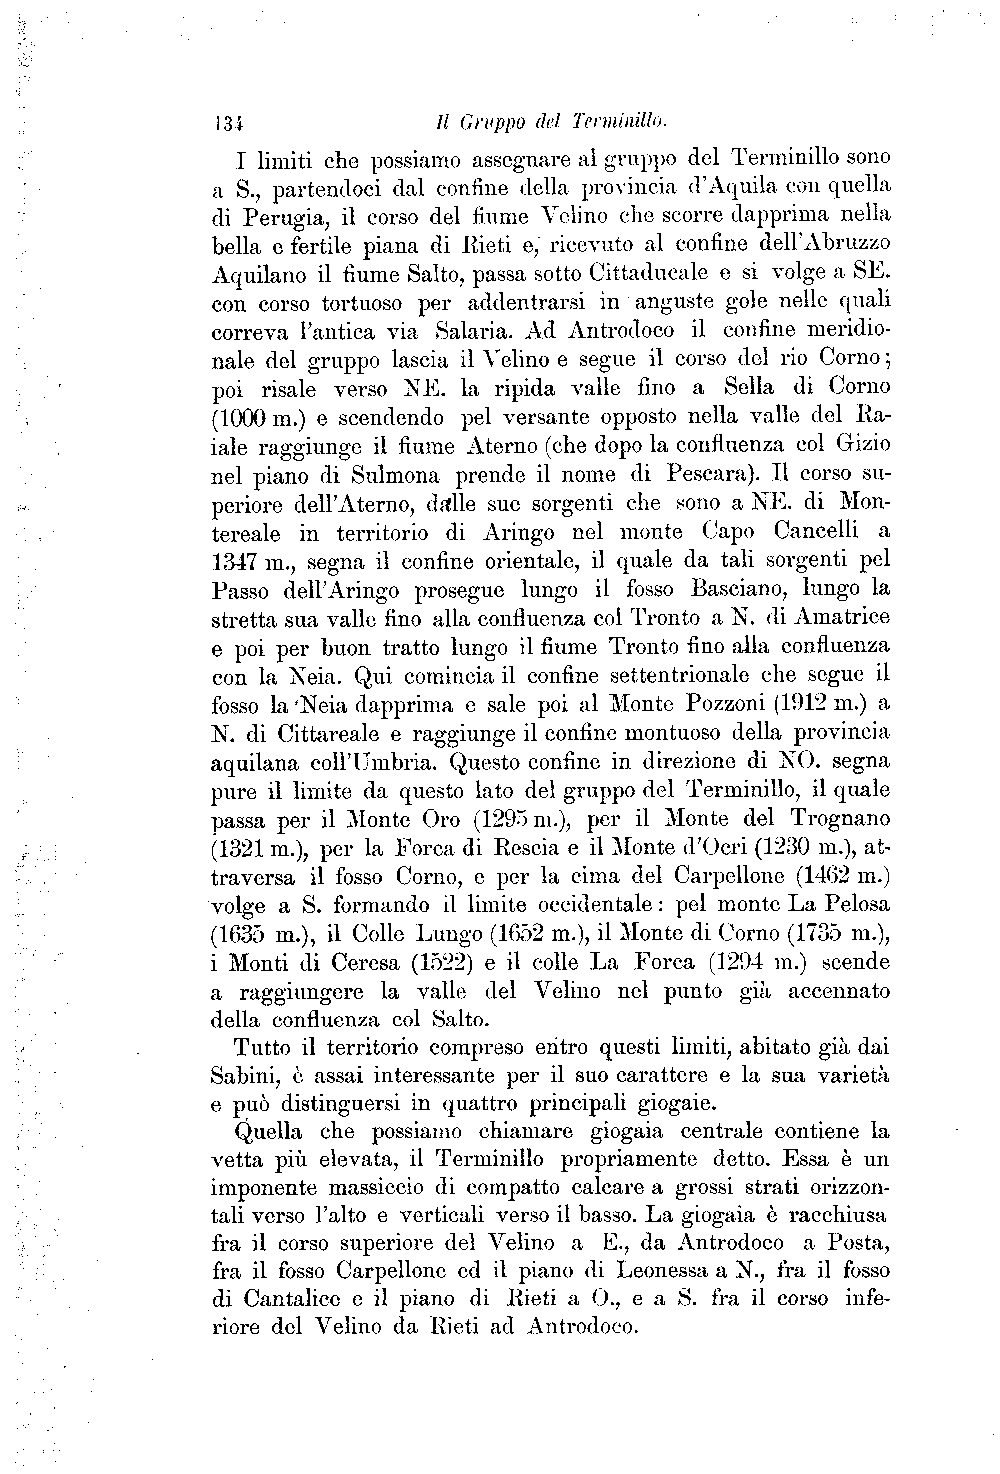 134 Il Gruppo del Terminillo.
I limiti che possiamo assegnare al gruppo del Terminillo sono
a S., partendoci dal confine della provincia d'Aquila con quella
di Perugia, il corso del fiume Velino che scorre dapprima nella
bella e fertile piana di Rieti e, ricevuto al confine dell'Abruzzo
Aquilano il fiume Salto, passa sotto Cittaducale e si volge a SE.
con corso tortuoso per addentrarsi in anguste gole nelle quali
correva l'antica via Salaria. Ad Antrodoco il confine meridio-
nale del gruppo lascia il Velino e segue il corso del rio Corno;
poi risale verso NE. la ripida valle fino a Sella di Corno
(1000 m.) e scendendo pel versante opposto nella valle del Ra-
iale raggiunge il fiume Aterno (che dopo la confluenza col Gizio
nel piano di Sulmona prende il nome di Pescara). Il corso su-
periore dell'Aterno, dalle sue sorgenti che sono a NE. di Mon-
tereale in territorio di Aringo nel monte Capo Cancelli a
1347 m., segna il confine orientale, il quale da tali sorgenti pel
Passo dell'Aringo prosegue lungo il fosso Basciano, lungo la
stretta sua valle fino alla confluenza col Tronto a N. di Amatrice
e poi per buon tratto lungo il fiume Tronto fino alla confluenza
con la Neia. Qui comincia il confine settentrionale che segue il
fosso la Neia dapprima e sale poi al Monte Pozzoni (1912 m.) a
N. di Cittareale e raggiunge il confine montuoso della provincia
aquilana coll'Umbria. Questo confine in direzione di NO. segna
pure il limite da questo lato del gruppo del Terminillo, il quale
passa per il Monte Oro (1295 m.), per il Monte del Trognano
(1321 m.), per la Forca di Rescia e il Monte d'Ocri (1230 m.), at-
traversa il fosso Corno, e per la cima del Carpellone (1462 m.)
volge a S. formando il limite occidentale: pel monte La Pelosa
(1635 m.), il Colle Lungo (1652 m.), il Monte di Corno (1735 m.),
i Monti di Ceresa (1522) e il colle La Forca (1294 m.) scende
a raggiungere la valle del Velino nel punto già accennato
della confluenza col Salto.
Tutto il territorio compreso entro questi limiti, abitato già dai
Sabini, è assai interessante per il suo carattere e la sua varietà
e può distinguersi in quattro principali giogaie.
Quella che possiamo chiamare giogaia centrale contiene la
vetta più elevata, il Terminillo propriamente detto. Essa è un
imponente massiccio di compatto calcare a grossi strati orizzon-
tali verso l'alto e verticali verso il basso. La giogaia è racchiusa
fra il corso superiore del Velino a E., da Antrodoco a Posta,
fra il fosso Carpellone ed il piano di Leonessa a N., fra il fosso
di Cantalice e il piano di Rieti a O., e a S. fra il corso infe-
riore del Velino da Rieti ad Antrodoco.